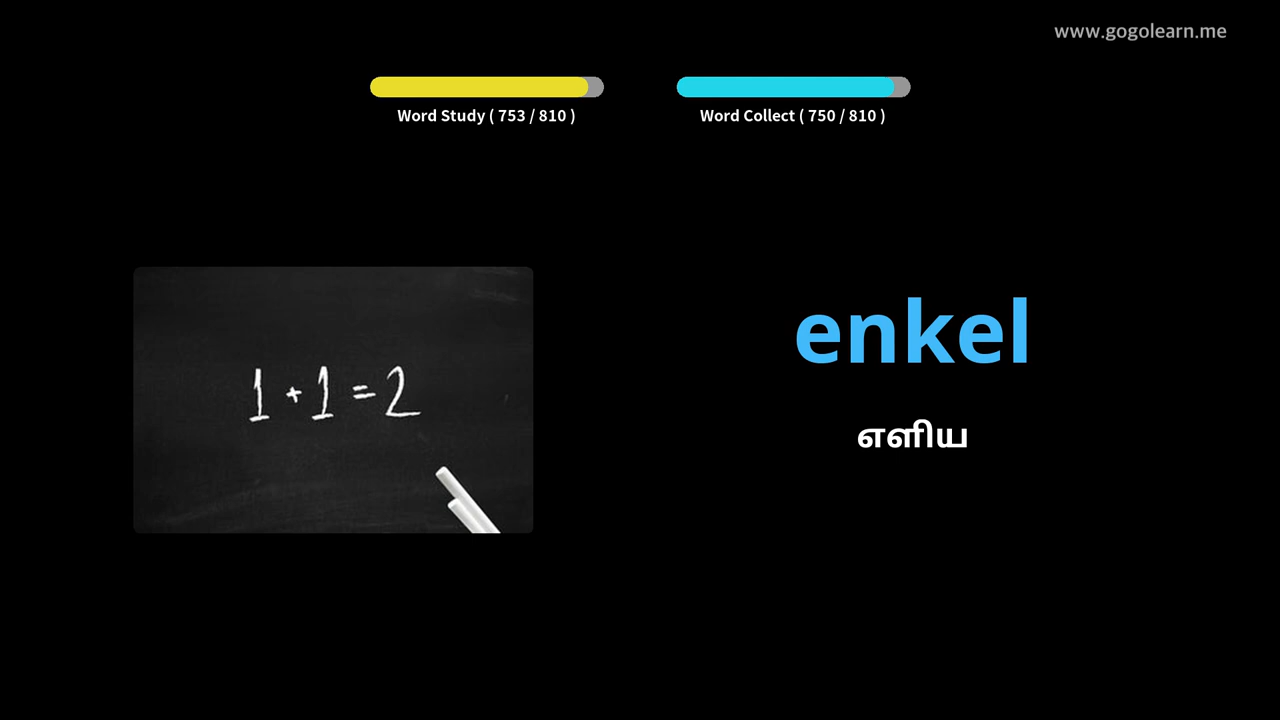 www.gogolearn.me
Word Study ( 753 / 810 )
Word Collect ( 750 / 810 )
1 + 1 = 2
enkel
எளிய